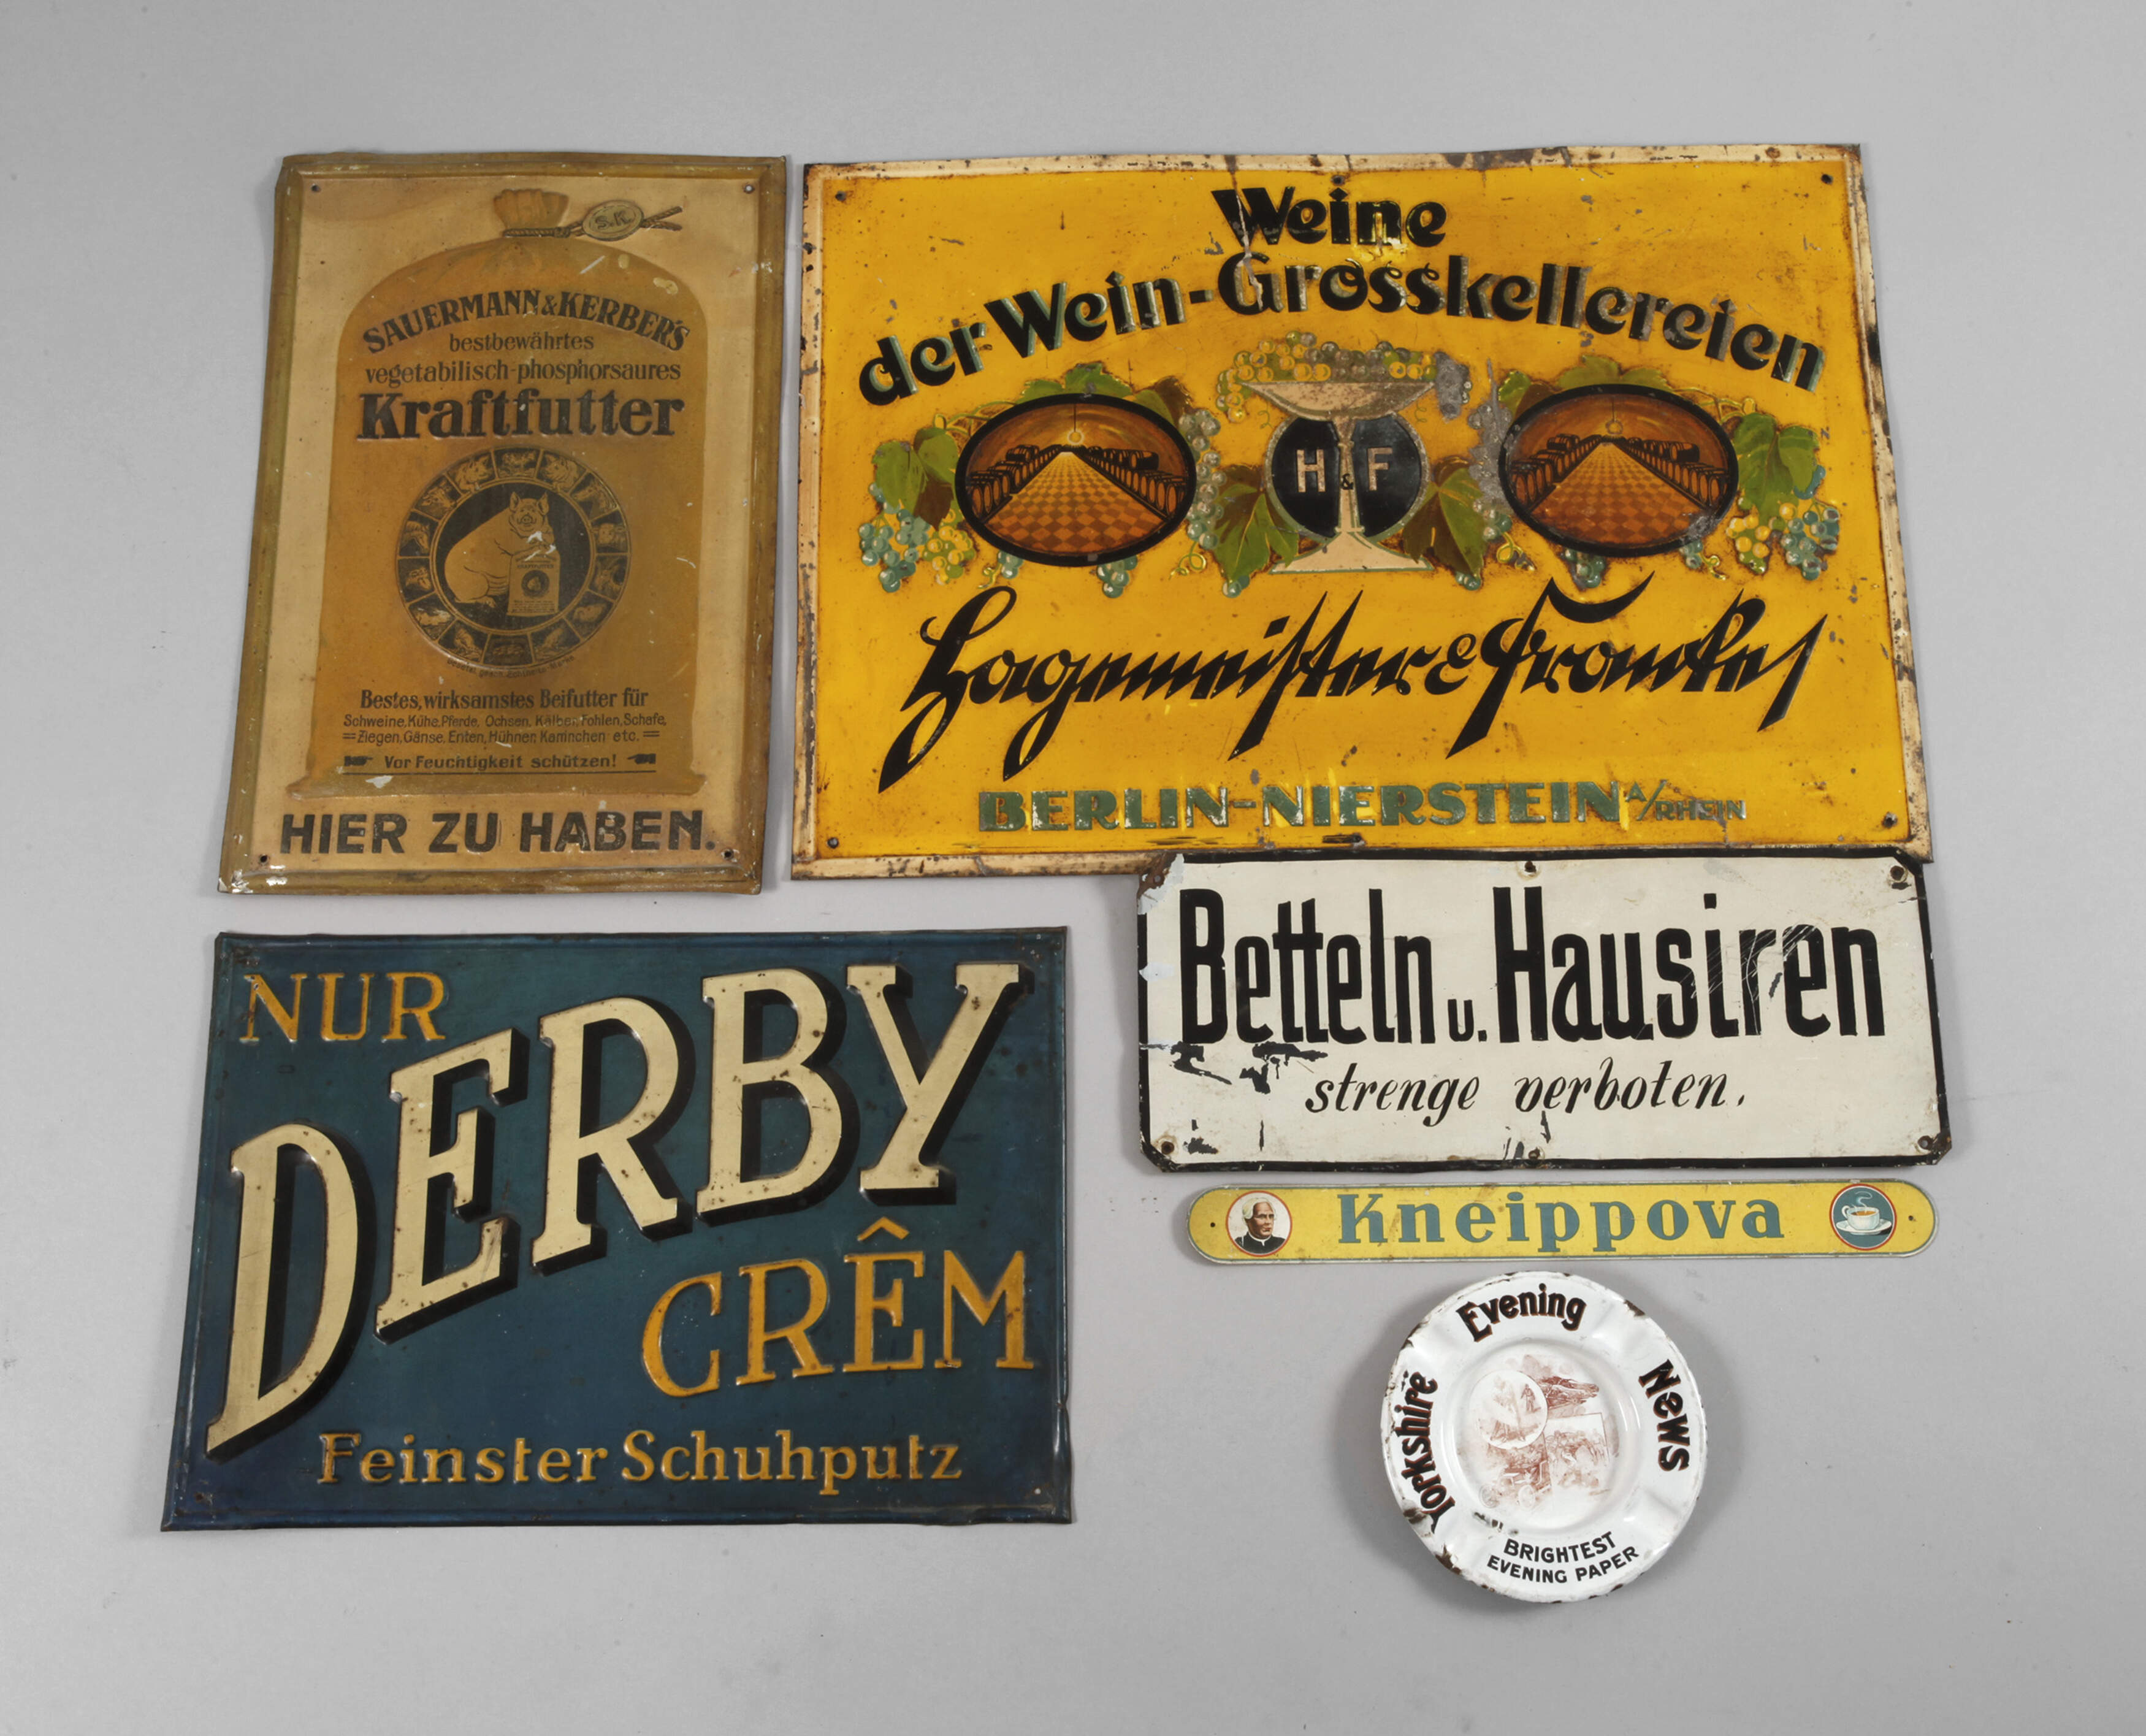 S.K
SAUERMANN & KERBER'S
bestbewährtes
vegetabilisch-phosphorsaures
Kraftfutter
Bestes, wirksamstes Beifutter für
Schweine, Kühe, Pferde, Ochsen, Kälber, Fohlen, Schafe,
Ziegen, Gänse, Enten, Hühner, Kaninchen etc.
Vor Feuchtigkeit schützen!
HIER ZU HABEN.
Weine
der Wein-Grosskellereien
H & F
Hagemeister & Franke
BERLIN-NIERSTEIN A/RHEIN
NUR
DERBY
CRÊM
Feinster Schuhputz
Betteln u. Hausiren
strenge verboten.
Kneippova
Yorkshire Evening News
BRIGHTEST
EVENING PAPER